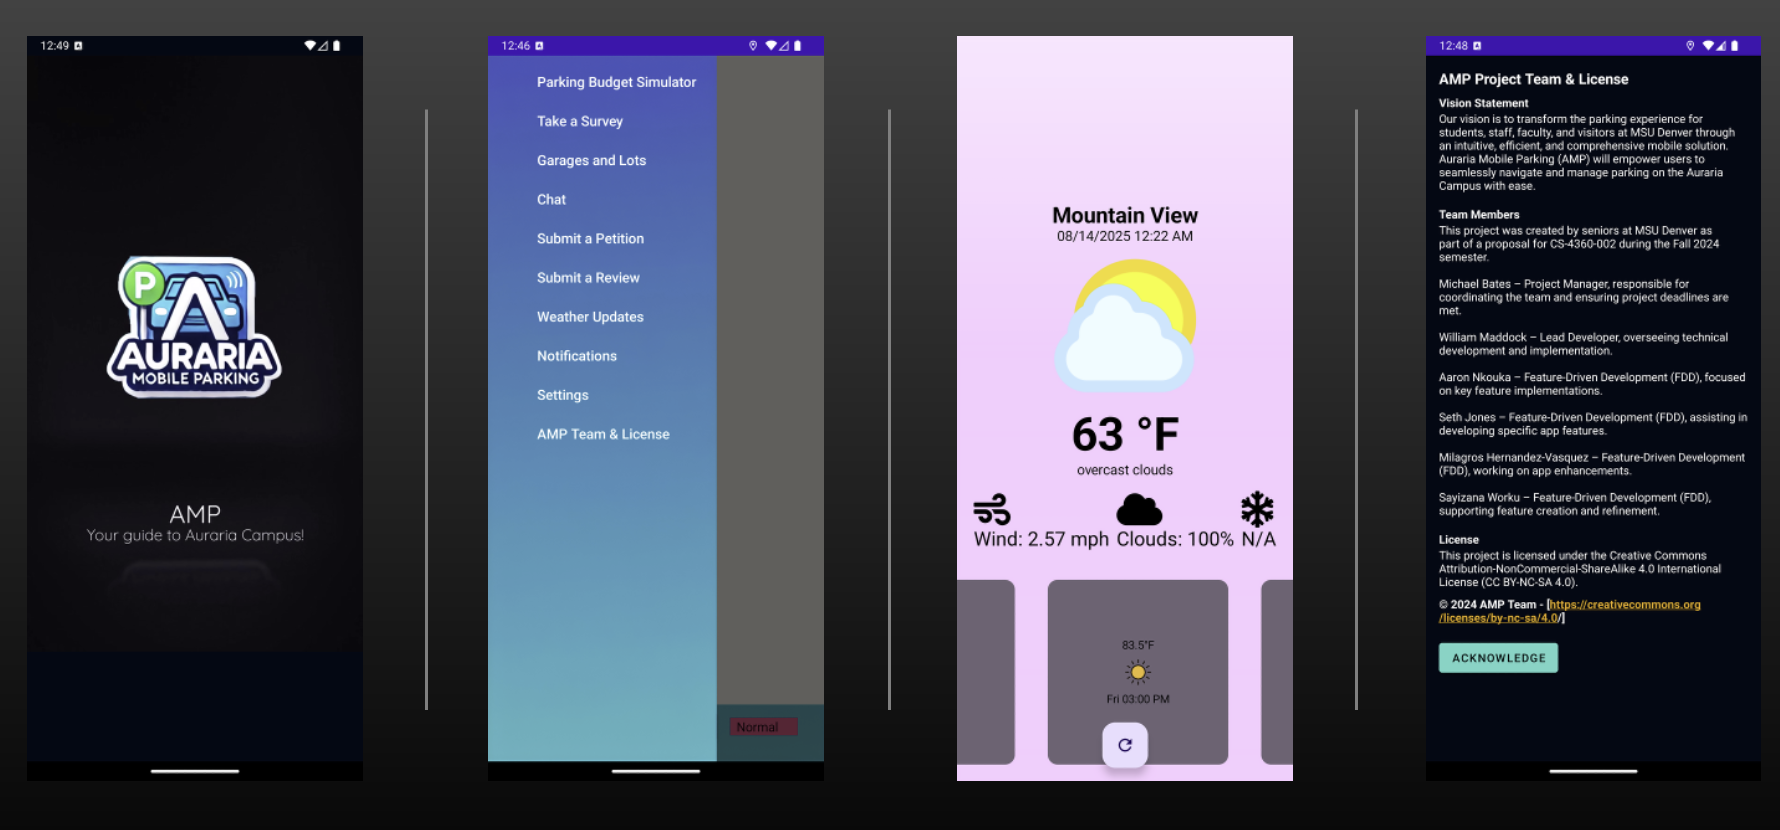 12:49
P
A
AURARIA
MOBILE PARKING
AMP
Your guide to Auraria Campus!
12:46
Parking Budget Simulator
Take a Survey
Garages and Lots
Chat
Submit a Petition
Submit a Review
Weather Updates
Notifications
Settings
AMP Team & License
Normal
Mountain View
08/14/2025 12:22 AM
63 °F
overcast clouds
Wind: 2.57 mph Clouds: 100% N/A
83.5°F
Fri 03:00 PM
12:48
AMP Project Team & License
Vision Statement
Our vision is to transform the parking experience for
students, staff, faculty, and visitors at MSU Denver through
an intuitive, efficient, and comprehensive mobile solution.
Auraria Mobile Parking (AMP) will empower users to
seamlessly navigate and manage parking on the Auraria
Campus with ease.
Team Members
This project was created by seniors at MSU Denver as
part of a proposal for CS-4360-002 during the Fall 2024
semester.
Michael Bates – Project Manager, responsible for
coordinating the team and ensuring project deadlines are
met.
William Maddock – Lead Developer, overseeing technical
development and implementation.
Aaron Nkouka – Feature-Driven Development (FDD), focused
on key feature implementations.
Seth Jones – Feature-Driven Development (FDD), assisting in
developing specific app features.
Milagros Hernandez-Vasquez – Feature-Driven Development
(FDD), working on app enhancements.
Sayizana Worku – Feature-Driven Development (FDD),
supporting feature creation and refinement.
License
This project is licensed under the Creative Commons
Attribution-NonCommercial-ShareAlike 4.0 International
License (CC BY-NC-SA 4.0).
© 2024 AMP Team - [https://creativecommons.org
/licenses/by-nc-sa/4.0/]
ACKNOWLEDGE